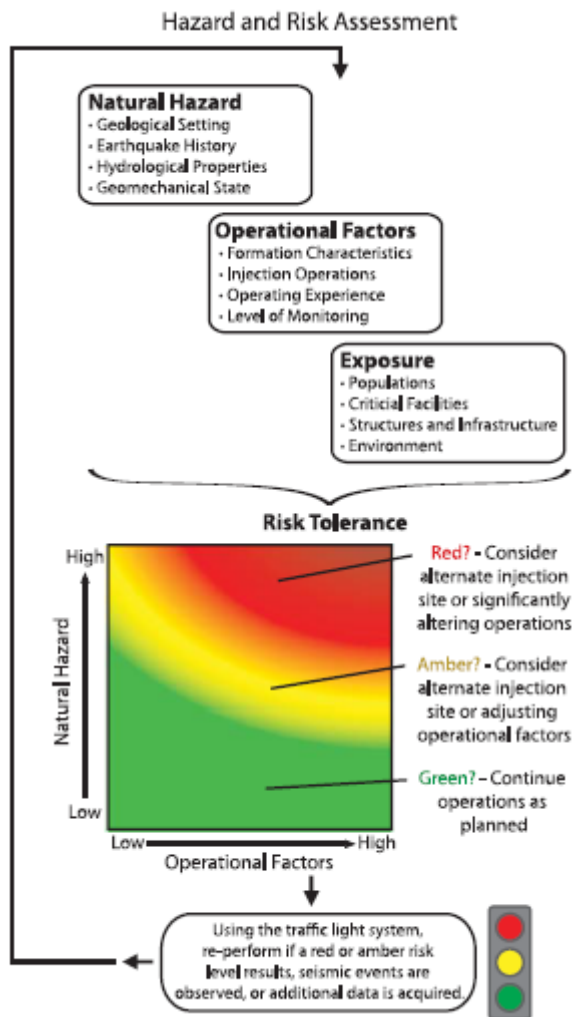 Hazard and Risk Assessment
Natural Hazard
· Geological Setting
· Earthquake History
· Hydrological Properties
· Geomechanical State
Operational Factors
· Formation Characteristics
· Injection Operations
· Operating Experience
· Level of Monitoring
Exposure
· Populations
· Criticial Facilities
· Structures and Infrastructure
· Environment
Risk Tolerance
High
Natural Hazard
Low
Red? - Consider
alternate injection
site or significantly
altering operations
Amber? - Consider
alternate injection
site or adjusting
operational factors
Green? - Continue
operations as
planned
Low
High
Operational Factors
Using the traffic light system,
re-perform if a red or amber risk
level results, seismic events are
observed, or additional data is acquired.